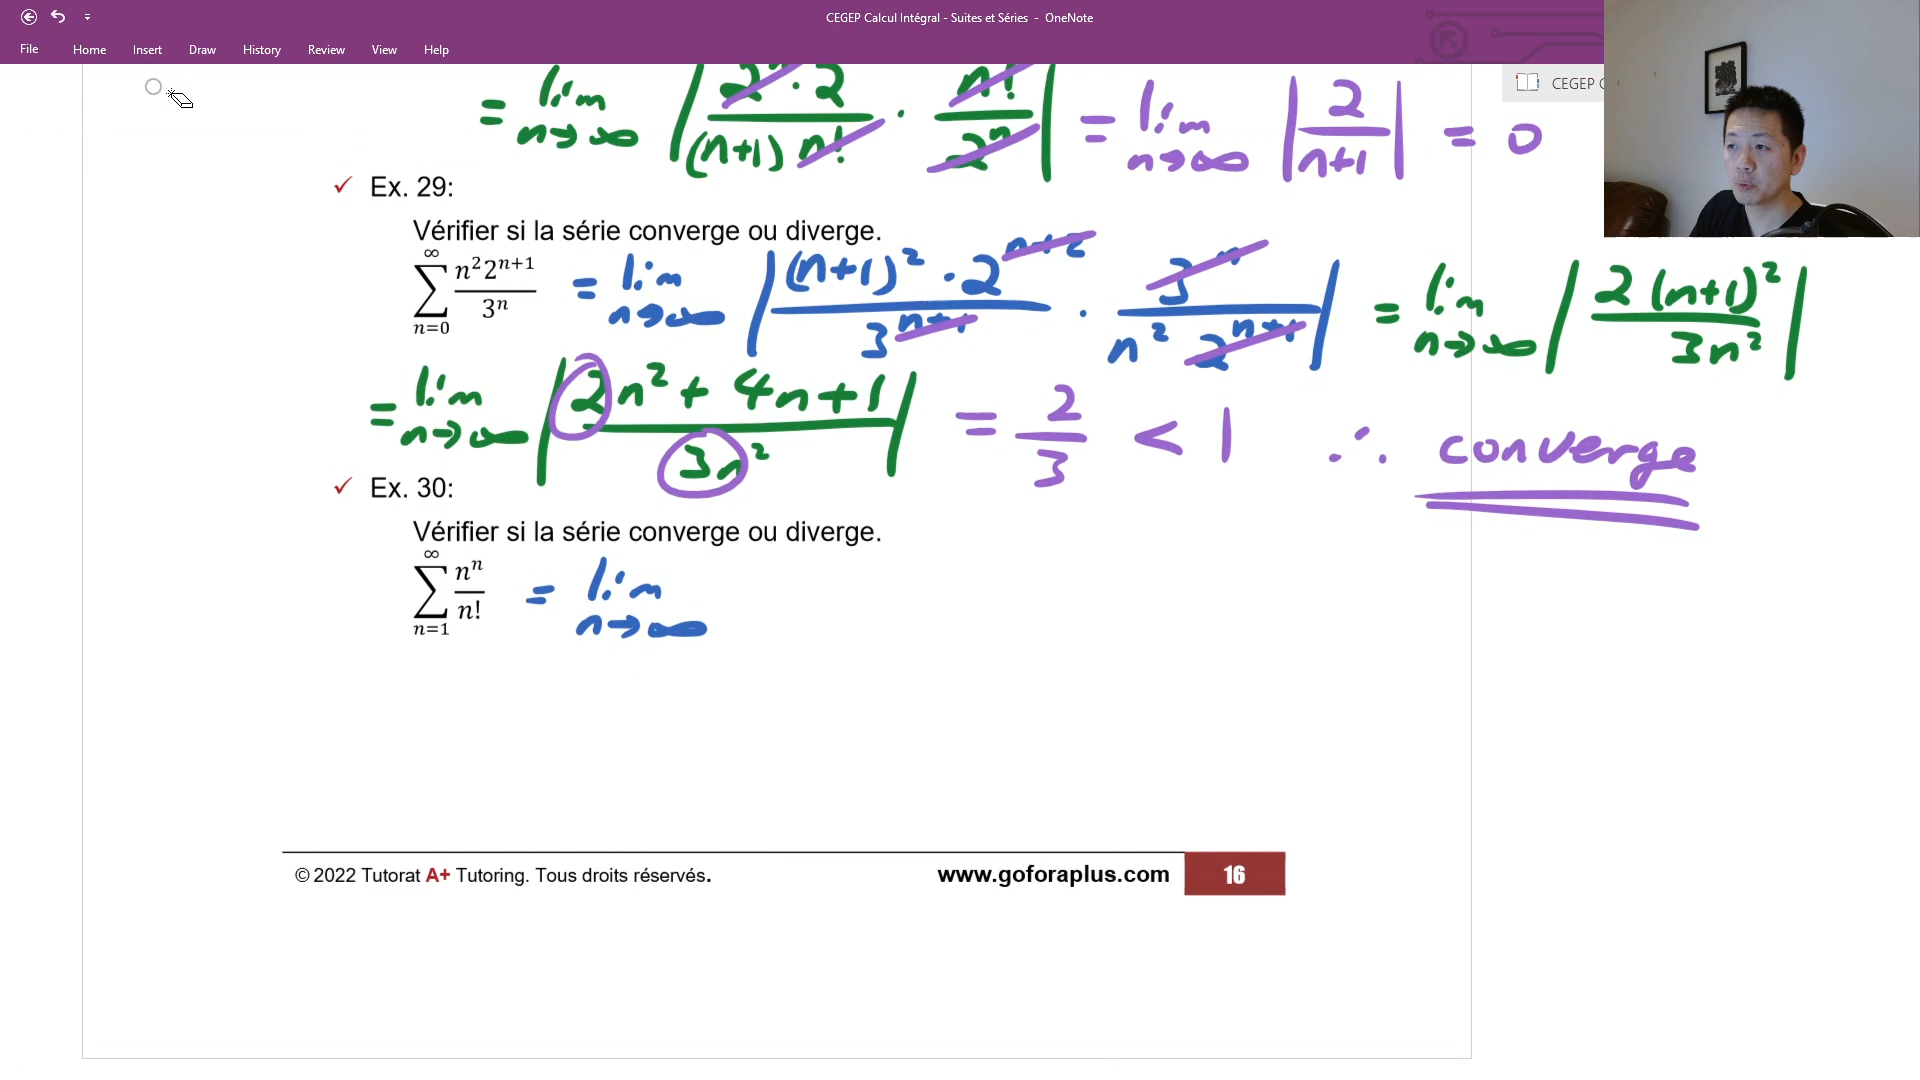 CEGEP Calcul Intégral - Suites et Séries - OneNote
File Home Insert Draw History Review View Help
CEGEP C
= lim n→∞ | 2^n · 2 / (n+1) n! · n! / 2^n | = lim n→∞ | 2 / n+1 | = 0
✓ Ex. 29:
Vérifier si la série converge ou diverge.
∞ ∑ n=0 n²2ⁿ⁺¹ / 3ⁿ = lim n→∞ | (n+1)² · 2^(n+2) / 3^(n+1) · 3^n / n² 2^(n+1) | = lim n→∞ | 2 (n+1)² / 3n² |
= lim n→∞ | 2n² + 4n + 1 / 3n² | = 2/3 < 1 ∴ converge
✓ Ex. 30:
Vérifier si la série converge ou diverge.
∞ ∑ n=1 nⁿ / n! = lim n→∞
© 2022 Tutorat A+ Tutoring. Tous droits réservés.
www.goforaplus.com 16